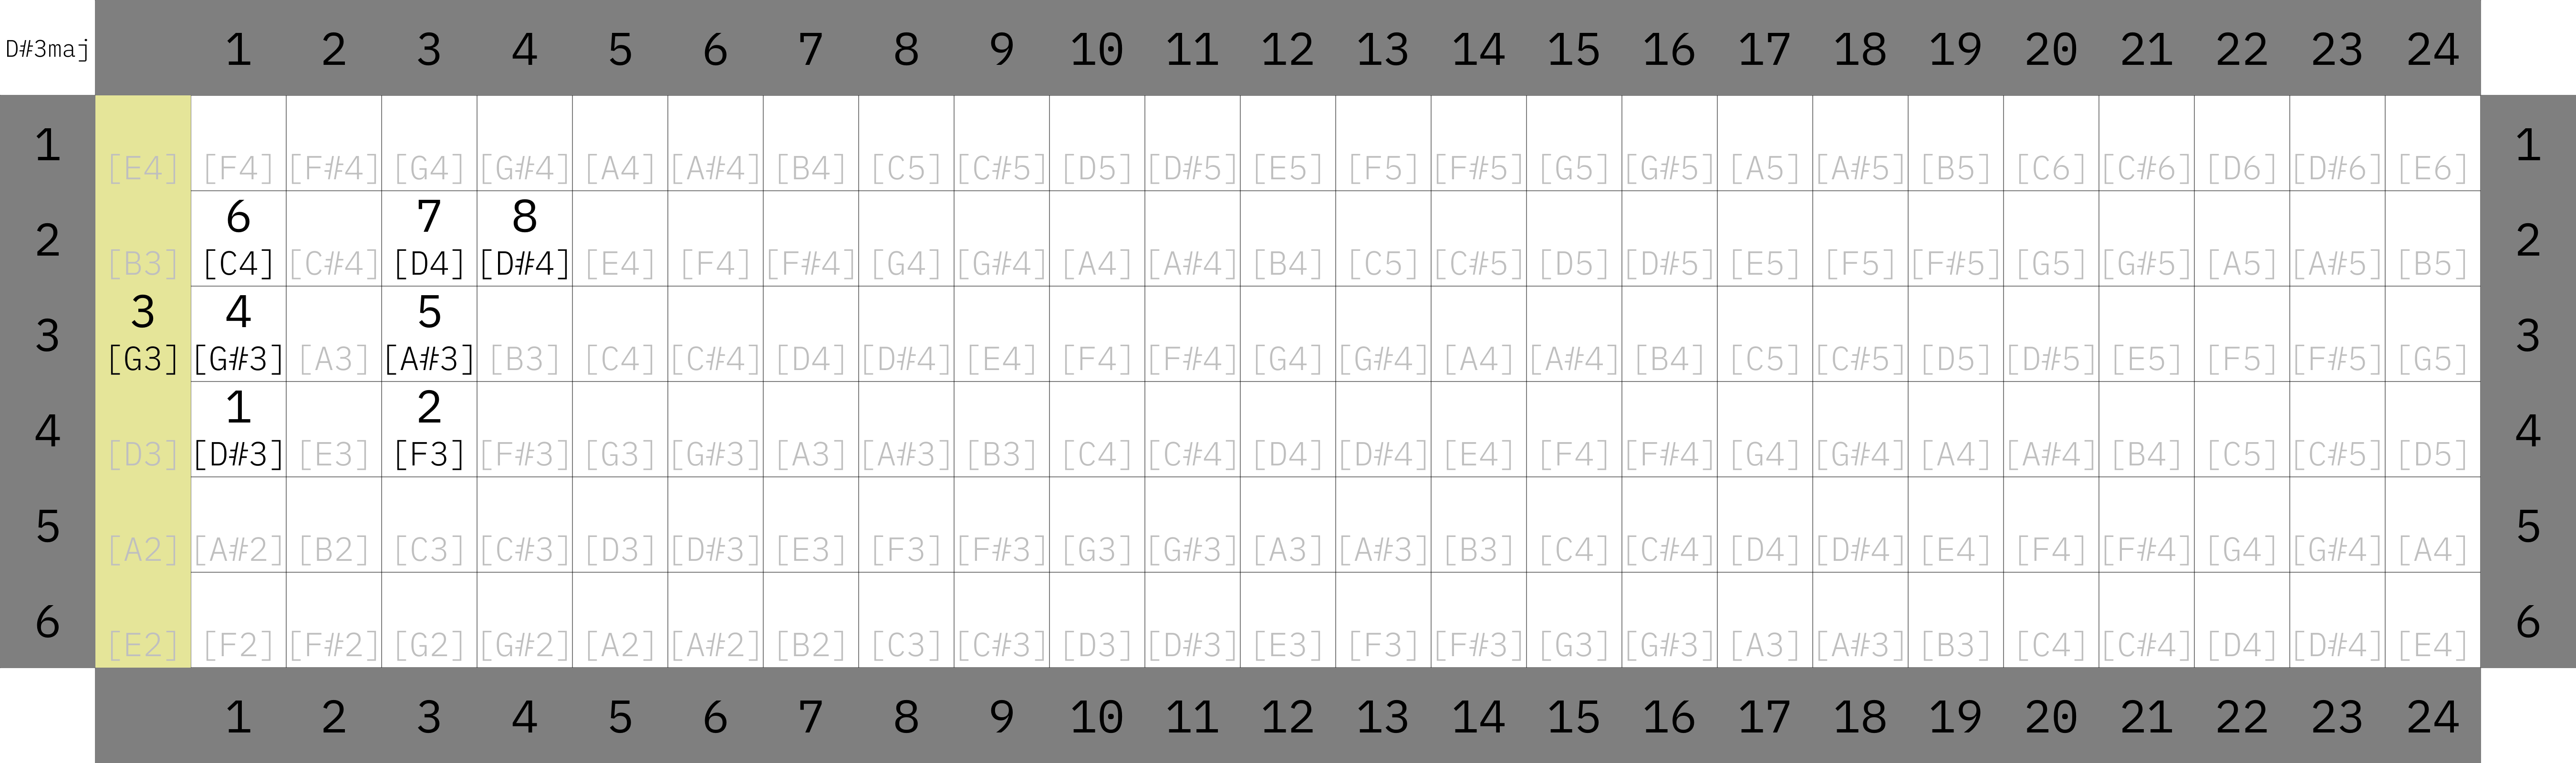 D#3maj 1 2 3 4 5 6 7 8 9 10 11 12 13 14 15 16 17 18 19 20 21 22 23 24
1 [E4] [F4] [F#4] [G4] [G#4] [A4] [A#4] [B4] [C5] [C#5] [D5] [D#5] [E5] [F5] [F#5] [G5] [G#5] [A5] [A#5] [B5] [C6] [C#6] [D6] [D#6] [E6] 1
6 7 8
2 [B3] [C4] [C#4] [D4] [D#4] [E4] [F4] [F#4] [G4] [G#4] [A4] [A#4] [B4] [C5] [C#5] [D5] [D#5] [E5] [F5] [F#5] [G5] [G#5] [A5] [A#5] [B5] 2
3 4 5
3 [G3] [G#3] [A3] [A#3] [B3] [C4] [C#4] [D4] [D#4] [E4] [F4] [F#4] [G4] [G#4] [A4] [A#4] [B4] [C5] [C#5] [D5] [D#5] [E5] [F5] [F#5] [G5] 3
1 2
4 [D3] [D#3] [E3] [F3] [F#3] [G3] [G#3] [A3] [A#3] [B3] [C4] [C#4] [D4] [D#4] [E4] [F4] [F#4] [G4] [G#4] [A4] [A#4] [B4] [C5] [C#5] [D5] 4
5 [A2] [A#2] [B2] [C3] [C#3] [D3] [D#3] [E3] [F3] [F#3] [G3] [G#3] [A3] [A#3] [B3] [C4] [C#4] [D4] [D#4] [E4] [F4] [F#4] [G4] [G#4] [A4] 5
6 [E2] [F2] [F#2] [G2] [G#2] [A2] [A#2] [B2] [C3] [C#3] [D3] [D#3] [E3] [F3] [F#3] [G3] [G#3] [A3] [A#3] [B3] [C4] [C#4] [D4] [D#4] [E4] 6
1 2 3 4 5 6 7 8 9 10 11 12 13 14 15 16 17 18 19 20 21 22 23 24